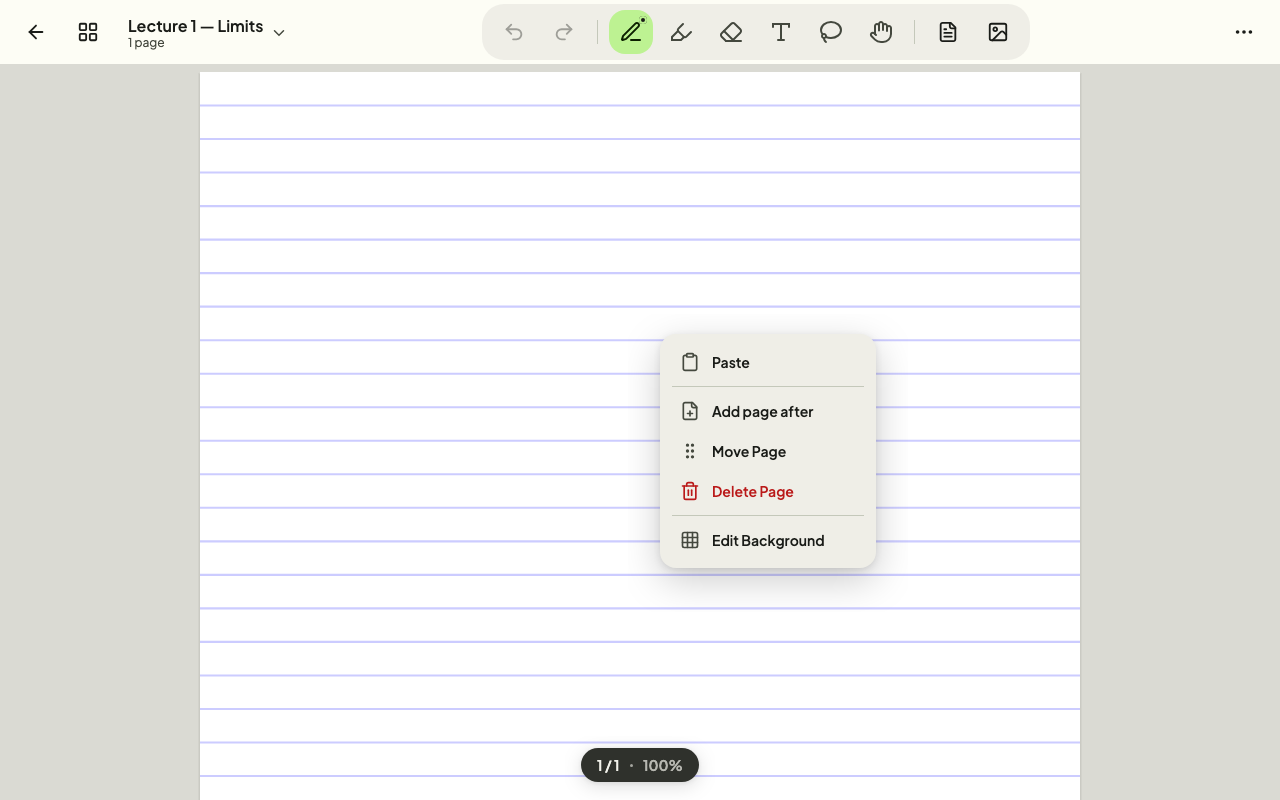 Lecture 1 — Limits
1 page
Paste
Add page after
Move Page
Delete Page
Edit Background
1 / 1 · 100%